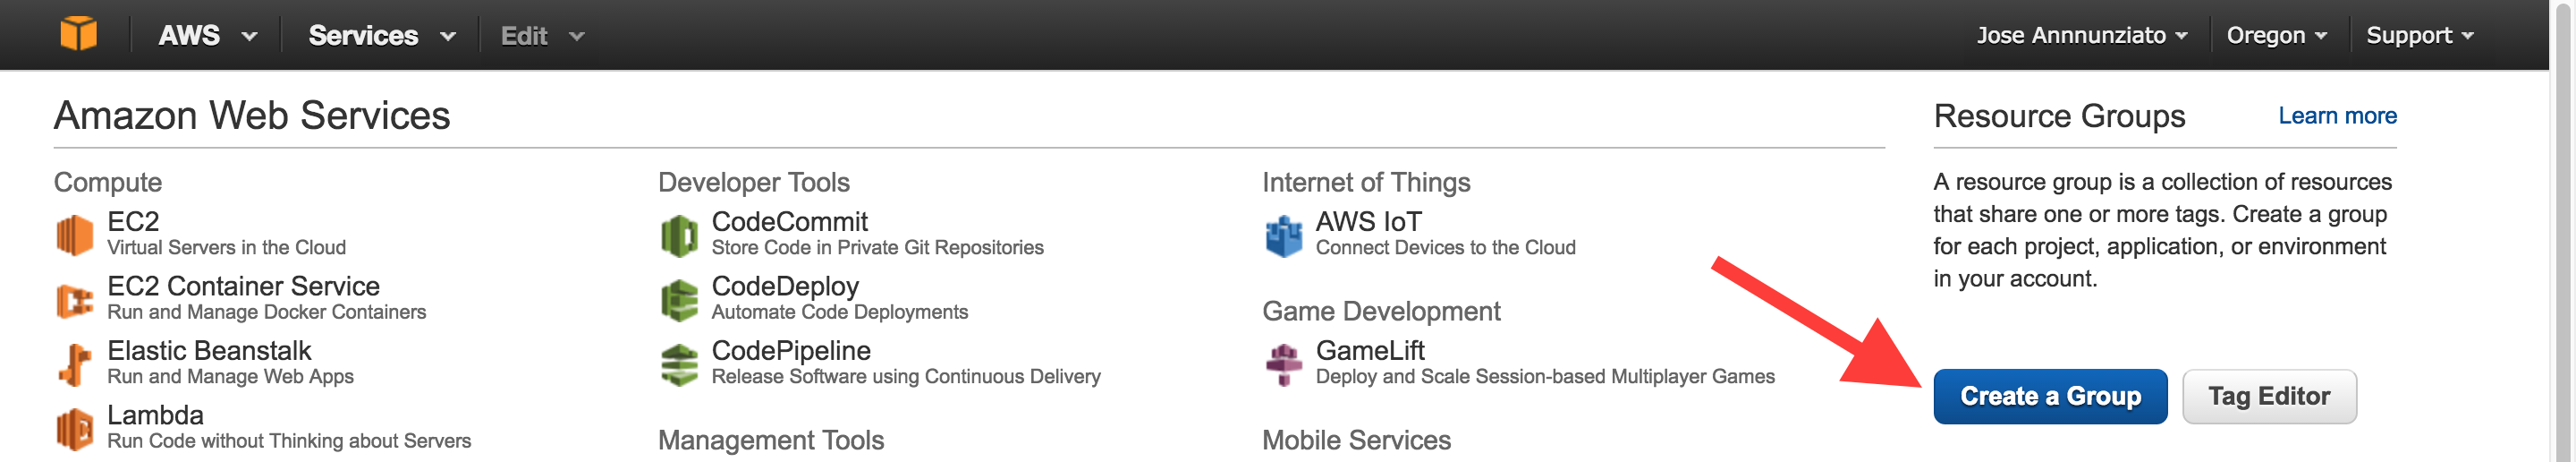 AWS
Services
Edit
Jose Annnunziato
Oregon
Support
Amazon Web Services
Compute
EC2
Virtual Servers in the Cloud
EC2 Container Service
Run and Manage Docker Containers
Elastic Beanstalk
Run and Manage Web Apps
Lambda
Run Code without Thinking about Servers
Developer Tools
CodeCommit
Store Code in Private Git Repositories
CodeDeploy
Automate Code Deployments
CodePipeline
Release Software using Continuous Delivery
Management Tools
Internet of Things
AWS IoT
Connect Devices to the Cloud
Game Development
GameLift
Deploy and Scale Session-based Multiplayer Games
Mobile Services
Resource Groups
Learn more
A resource group is a collection of resources
that share one or more tags. Create a group
for each project, application, or environment
in your account.
Create a Group
Tag Editor